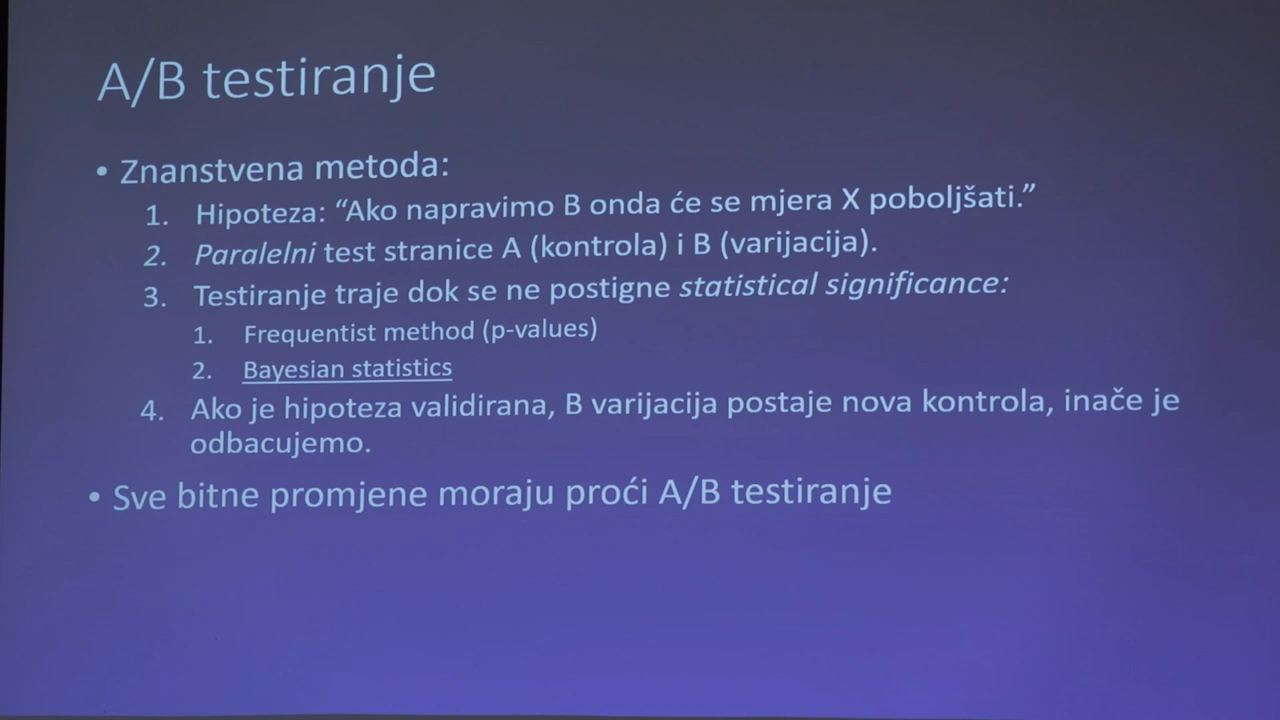 A/B testiranje
• Znanstvena metoda:
1. Hipoteza: “Ako napravimo B onda će se mjera X poboljšati.”
2. Paralelni test stranice A (kontrola) i B (varijacija).
3. Testiranje traje dok se ne postigne statistical significance:
1. Frequentist method (p-values)
2. Bayesian statistics
4. Ako je hipoteza validirana, B varijacija postaje nova kontrola, inače je
odbacujemo.
• Sve bitne promjene moraju proći A/B testiranje